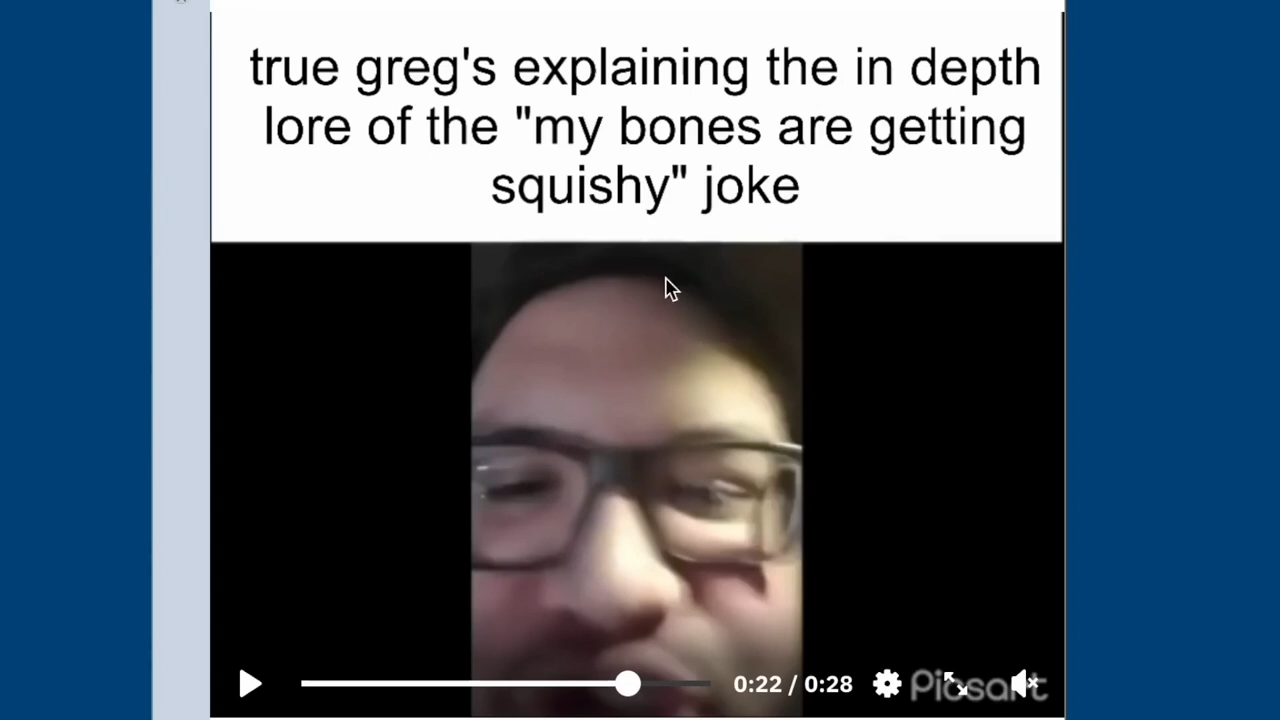 true greg's explaining the in depth
lore of the "my bones are getting
squishy" joke
0:22 / 0:28
Picsart